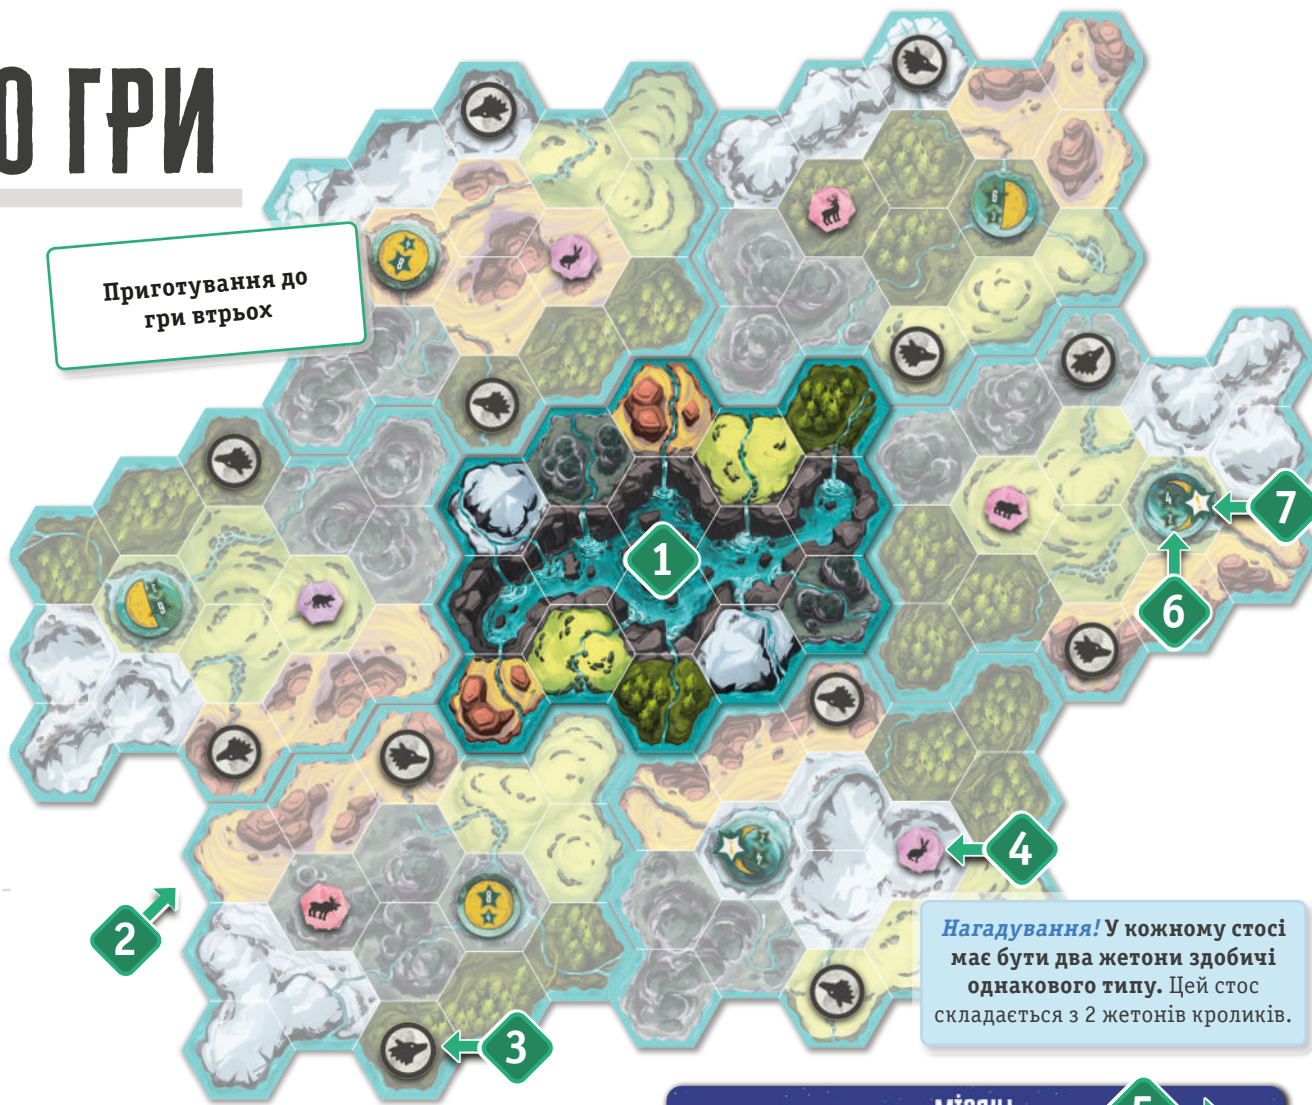 О ГРИ
Приготування до
гри втрьох
1
7
6
4
2
3
Нагадування! У кожному стосі
має бути два жетони здобичі
однакового типу. Цей стос
складається з 2 жетонів кроликів.
5